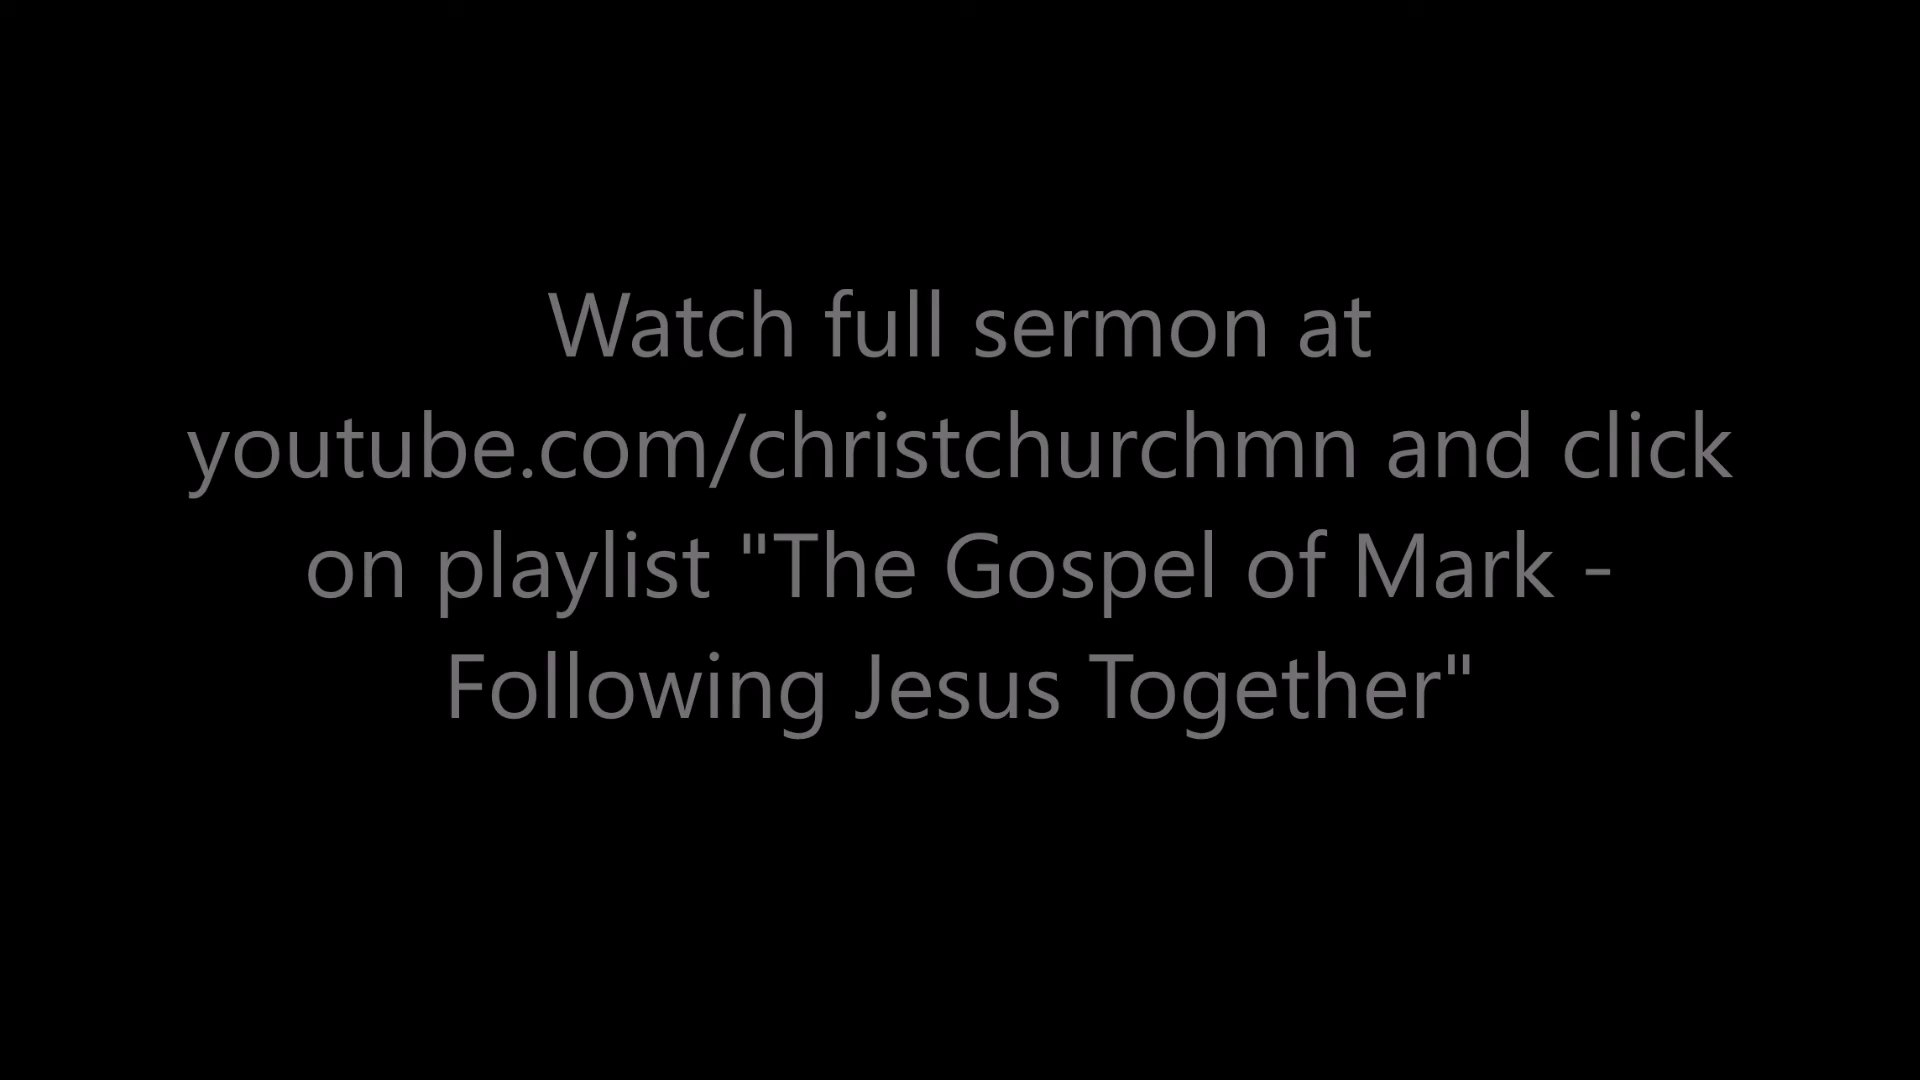 Watch full sermon at
youtube.com/christchurchmn and click
on playlist "The Gospel of Mark -
Following Jesus Together"